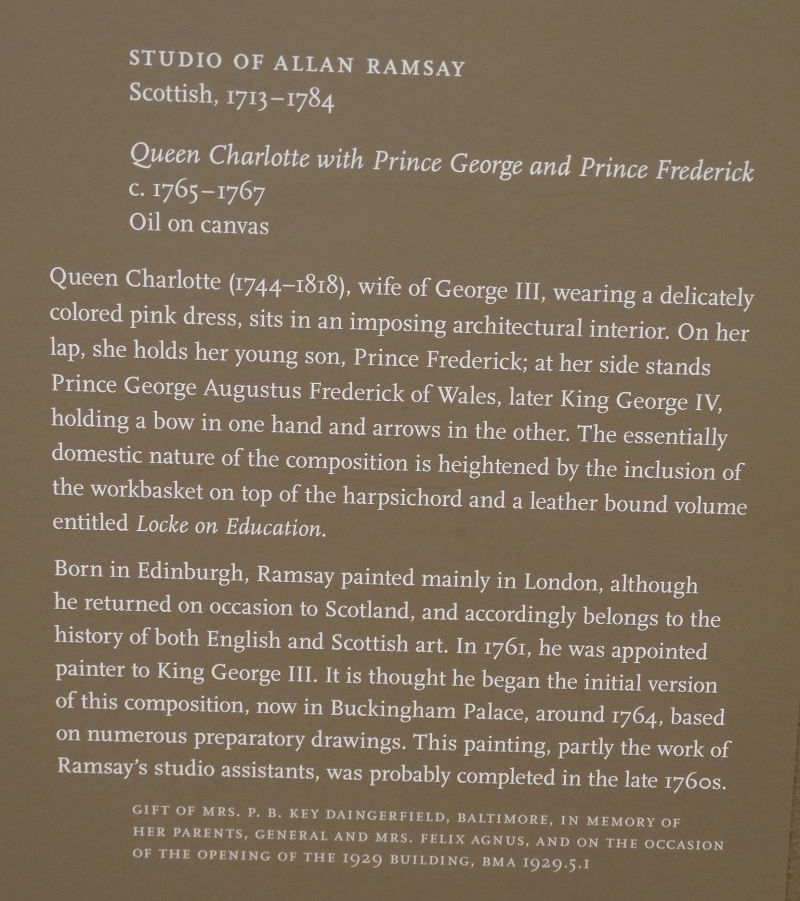 STUDIO OF ALLAN RAMSAY
Scottish, 1713–1784
Queen Charlotte with Prince George and Prince Frederick
c. 1765–1767
Oil on canvas
Queen Charlotte (1744–1818), wife of George III, wearing a delicately
colored pink dress, sits in an imposing architectural interior. On her
lap, she holds her young son, Prince Frederick; at her side stands
Prince George Augustus Frederick of Wales, later King George IV,
holding a bow in one hand and arrows in the other. The essentially
domestic nature of the composition is heightened by the inclusion of
the workbasket on top of the harpsichord and a leather bound volume
entitled Locke on Education.
Born in Edinburgh, Ramsay painted mainly in London, although
he returned on occasion to Scotland, and accordingly belongs to the
history of both English and Scottish art. In 1761, he was appointed
painter to King George III. It is thought he began the initial version
of this composition, now in Buckingham Palace, around 1764, based
on numerous preparatory drawings. This painting, partly the work of
Ramsay's studio assistants, was probably completed in the late 1760s.
GIFT OF MRS. P. B. KEY DAINGERFIELD, BALTIMORE, IN MEMORY OF
HER PARENTS, GENERAL AND MRS. FELIX AGNUS, AND ON THE OCCASION
OF THE OPENING OF THE 1929 BUILDING, BMA 1929.5.1